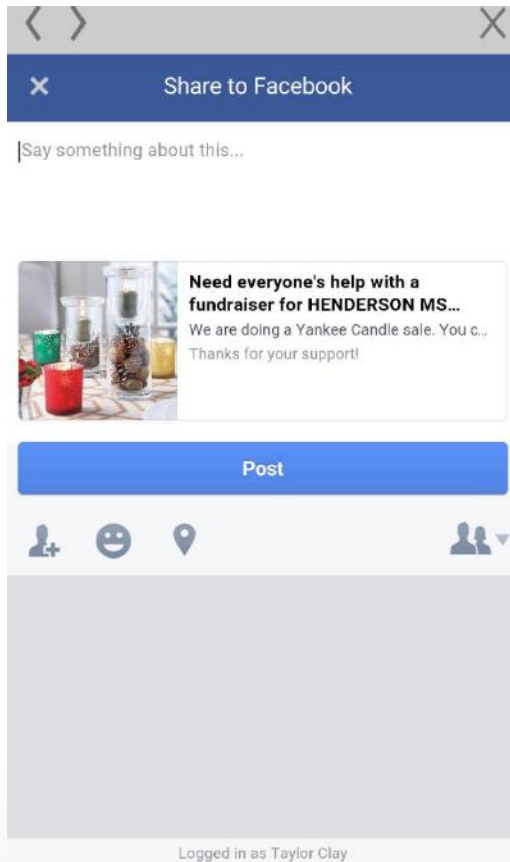 Share to Facebook
Say something about this...
Need everyone's help with a
fundraiser for HENDERSON MS...
We are doing a Yankee Candle sale. You c...
Thanks for your support!
Post
Logged in as Taylor Clay